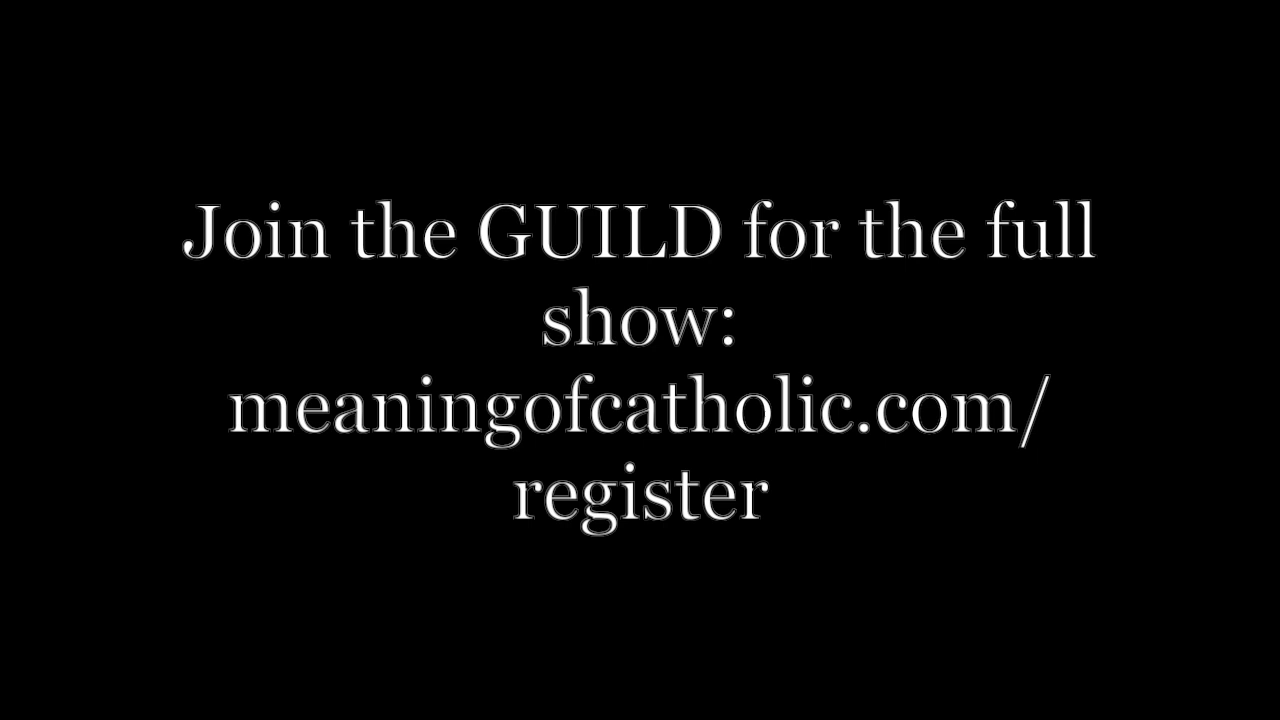 Join the GUILD for the full
show:
meaningofcatholic.com/
register